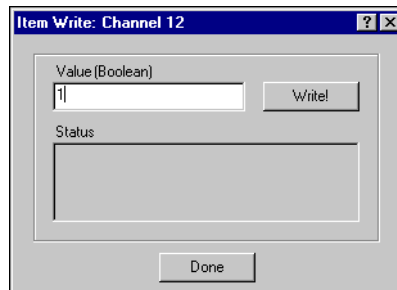 Item Write: Channel 12
Value (Boolean)
1
Write!
Status
Done